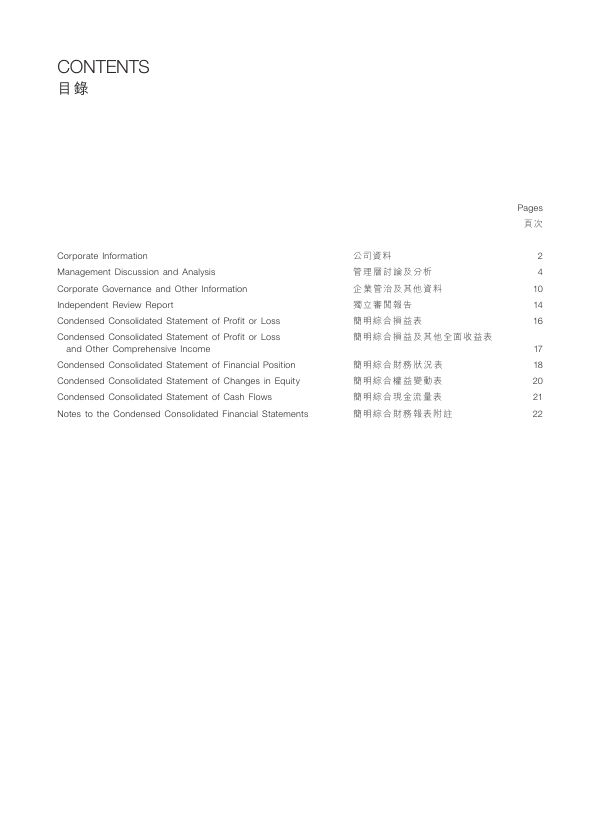 CONTENTS
目錄
Pages
頁次
Corporate Information 公司資料 2
Management Discussion and Analysis 管理層討論及分析 4
Corporate Governance and Other Information 企業管治及其他資料 10
Independent Review Report 獨立審閱報告 14
Condensed Consolidated Statement of Profit or Loss 簡明綜合損益表 16
Condensed Consolidated Statement of Profit or Loss 簡明綜合損益及其他全面收益表
and Other Comprehensive Income 17
Condensed Consolidated Statement of Financial Position 簡明綜合財務狀況表 18
Condensed Consolidated Statement of Changes in Equity 簡明綜合權益變動表 20
Condensed Consolidated Statement of Cash Flows 簡明綜合現金流量表 21
Notes to the Condensed Consolidated Financial Statements 簡明綜合財務報表附註 22